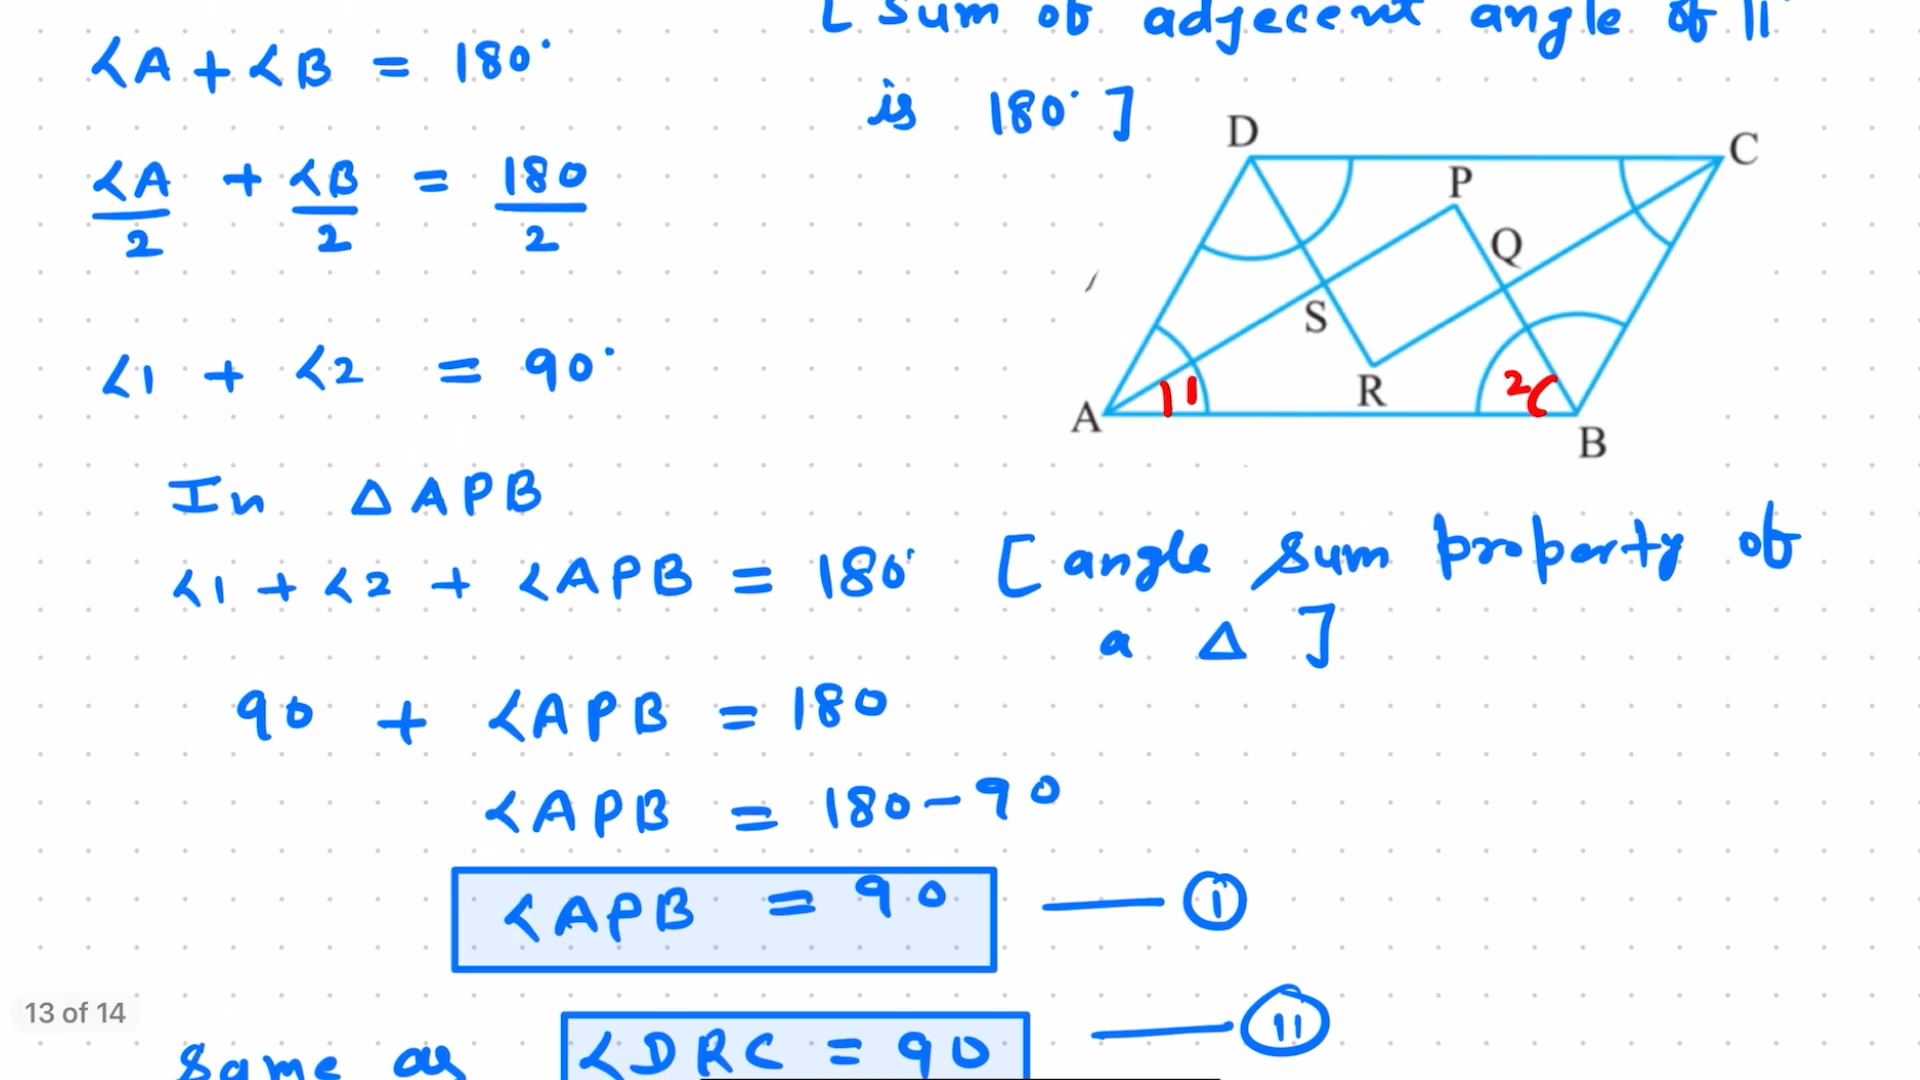 [ Sum of adjecent angle of ||
∠A + ∠B = 180°
is 180° ]
∠A/2 + ∠B/2 = 180/2
∠1 + ∠2 = 90°
D
C
P
Q
S
R
A
B
1
2
In Δ APB
∠1 + ∠2 + ∠APB = 180° [ angle sum property of
a Δ ]
90 + ∠APB = 180
∠APB = 180 - 90
∠APB = 90 — (i)
13 of 14
same as ∠DRC = 90 — (ii)